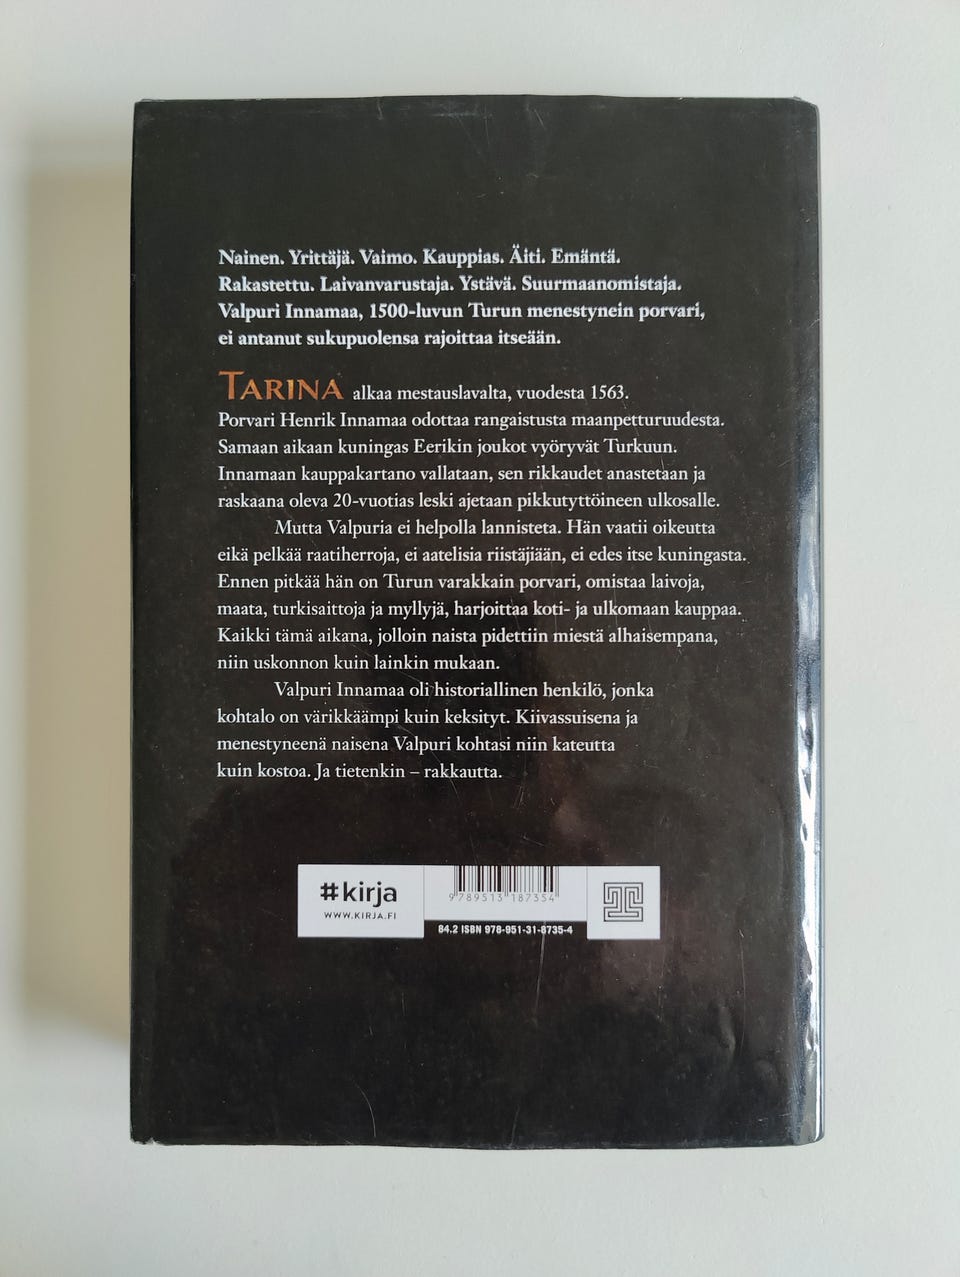 Nainen. Yrittäjä. Vaimo. Kauppias. Äiti. Emäntä.
Rakastettu. Laivanvarustaja. Ystävä. Suurmaanomistaja.
Valpuri Innamaa, 1500-luvun Turun menestynein porvari,
ei antanut sukupuolensa rajoittaa itseään.
TARINA alkaa mestauslavalta, vuodesta 1563.
Porvari Henrik Innamaa odottaa rangaistusta maanpetturuudesta.
Samaan aikaan kuningas Eerikin joukot vyöryvät Turkuun.
Innamaan kauppakartano vallataan, sen rikkaudet anastetaan ja
raskaana oleva 20-vuotias leski ajetaan pikkutyttöineen ulkosalle.
Mutta Valpuria ei helpolla lannisteta. Hän vaatii oikeutta
eikä pelkää raatiherroja, ei aatelisia riistäjiään, ei edes itse kuningasta.
Ennen pitkää hän on Turun varakkain porvari, omistaa laivoja,
maata, turkisaittoja ja myllyjä, harjoittaa koti- ja ulkomaan kauppaa.
Kaikki tämä aikana, jolloin naista pidettiin miestä alhaisempana,
niin uskonnon kuin lainkin mukaan.
Valpuri Innamaa oli historiallinen henkilö, jonka
kohtalo on värikkäämpi kuin keksityt. Kiivassuisena ja
menestyneenä naisena Valpuri kohtasi niin kateutta
kuin kostoa. Ja tietenkin – rakkautta.
#kirja
WWW.KIRJA.FI
9 789513 187354
84.2 ISBN 978-951-31-8735-4